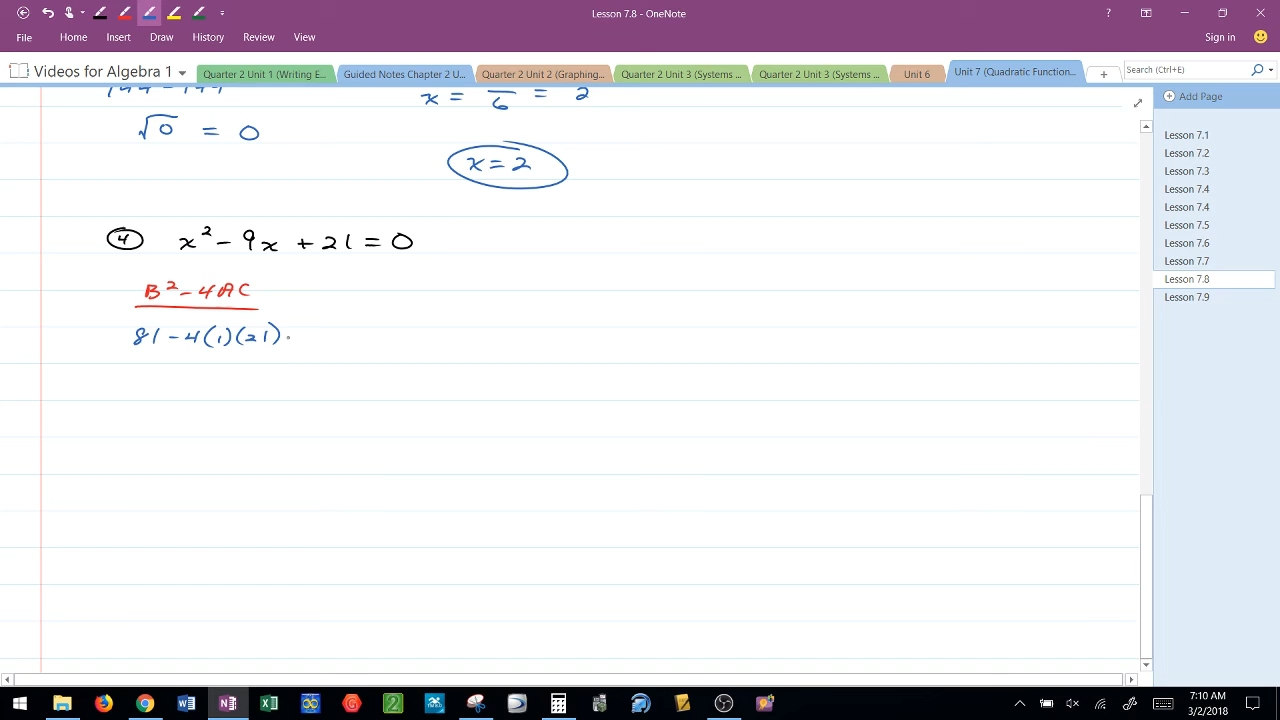 Lesson 7.8 - OneNote
?
File Home Insert Draw History Review View
Sign in
Videos for Algebra 1
Quarter 2 Unit 1 (Writing E...
Guided Notes Chapter 2 U...
Quarter 2 Unit 2 (Graphing...
Quarter 2 Unit 3 (Systems ...
Quarter 2 Unit 3 (Systems ...
Unit 6
Unit 7 (Quadratic Function...
+
Search (Ctrl+E)
Add Page
Lesson 7.1
Lesson 7.2
Lesson 7.3
Lesson 7.4
Lesson 7.4
Lesson 7.5
Lesson 7.6
Lesson 7.7
Lesson 7.8
Lesson 7.9
x = /6 = 2
√0 = 0
x = 2
4 x² - 9x + 21 = 0
B² - 4AC
81 - 4(1)(21)
7:10 AM
3/2/2018